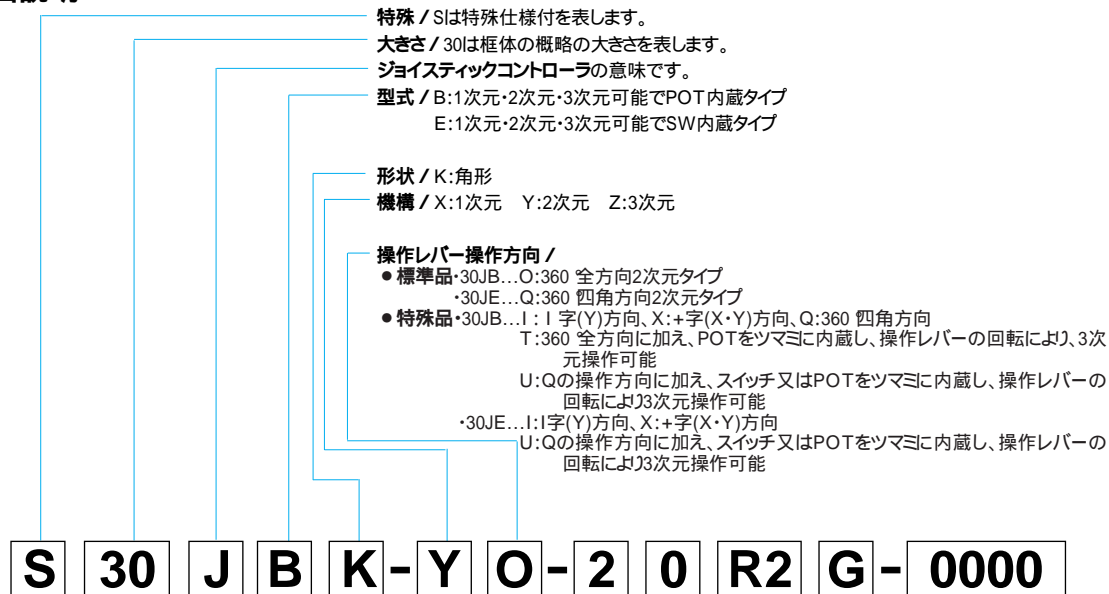 特殊 / Sは特殊仕様付を表します。
大きさ / 30は框体の概略の大きさを表します。
ジョイスティックコントローラの意味です。
型式 / B:1次元・2次元・3次元可能でPOT内蔵タイプ
E:1次元・2次元・3次元可能でSW内蔵タイプ
形状 / K:角形
機構 / X:1次元 Y:2次元 Z:3次元
操作レバー操作方向 /
●標準品・30JB…O:360 全方向2次元タイプ
・30JE…Q:360 四角方向2次元タイプ
●特殊品・30JB…I : I 字(Y)方向、X:+字(X・Y)方向、Q:360 四角方向
T:360 全方向に加え、POTをツマミに内蔵し、操作レバーの回転により、3次
元操作可能
U:Qの操作方向に加え、スイッチ又はPOTをツマミに内蔵し、操作レバーの
回転により3次元操作可能
・30JE…I:I字(Y)方向、X:+字(X・Y)方向
U:Qの操作方向に加え、スイッチ又はPOTをツマミに内蔵し、操作レバーの
回転により3次元操作可能
S 30 J B K-Y O-2 0 R2 G-0000